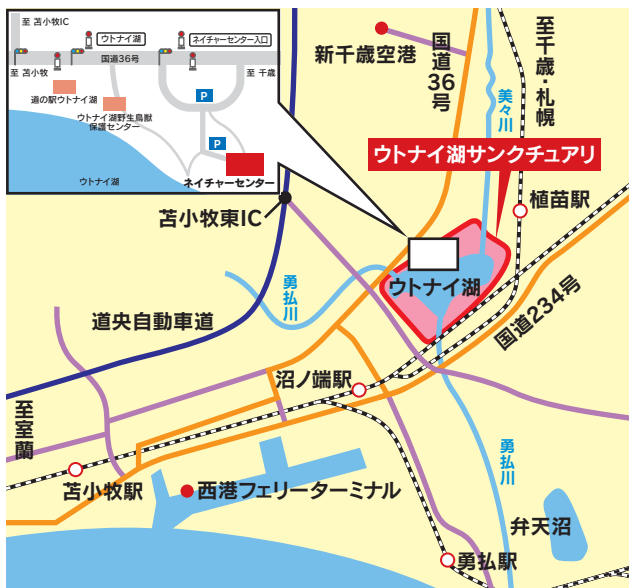 至 苫小牧IC
ウトナイ湖
ネイチャーセンター入口
国道36号
至 苫小牧
至 千歳
道の駅ウトナイ湖
P
ウトナイ湖野生鳥獣
保護センター
P
ウトナイ湖
ネイチャーセンター
新千歳空港
国道36号
美々川
至千歳・札幌
ウトナイ湖サンクチュアリ
植苗駅
苫小牧東IC
ウトナイ湖
勇払川
国道234号
道央自動車道
沼ノ端駅
至室蘭
苫小牧駅
西港フェリーターミナル
勇払川
弁天沼
勇払駅